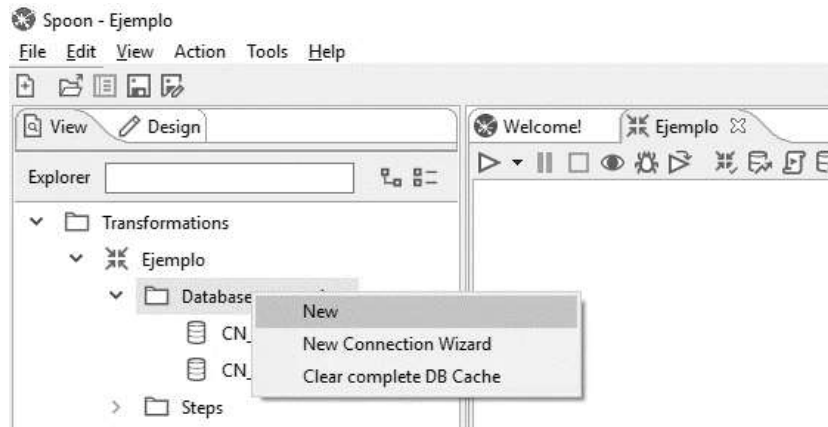 Spoon - Ejemplo
File Edit View Action Tools Help
View Design
Welcome! Ejemplo
Explorer
Transformations
Ejemplo
Database
New
CN_
New Connection Wizard
CN_
Clear complete DB Cache
Steps